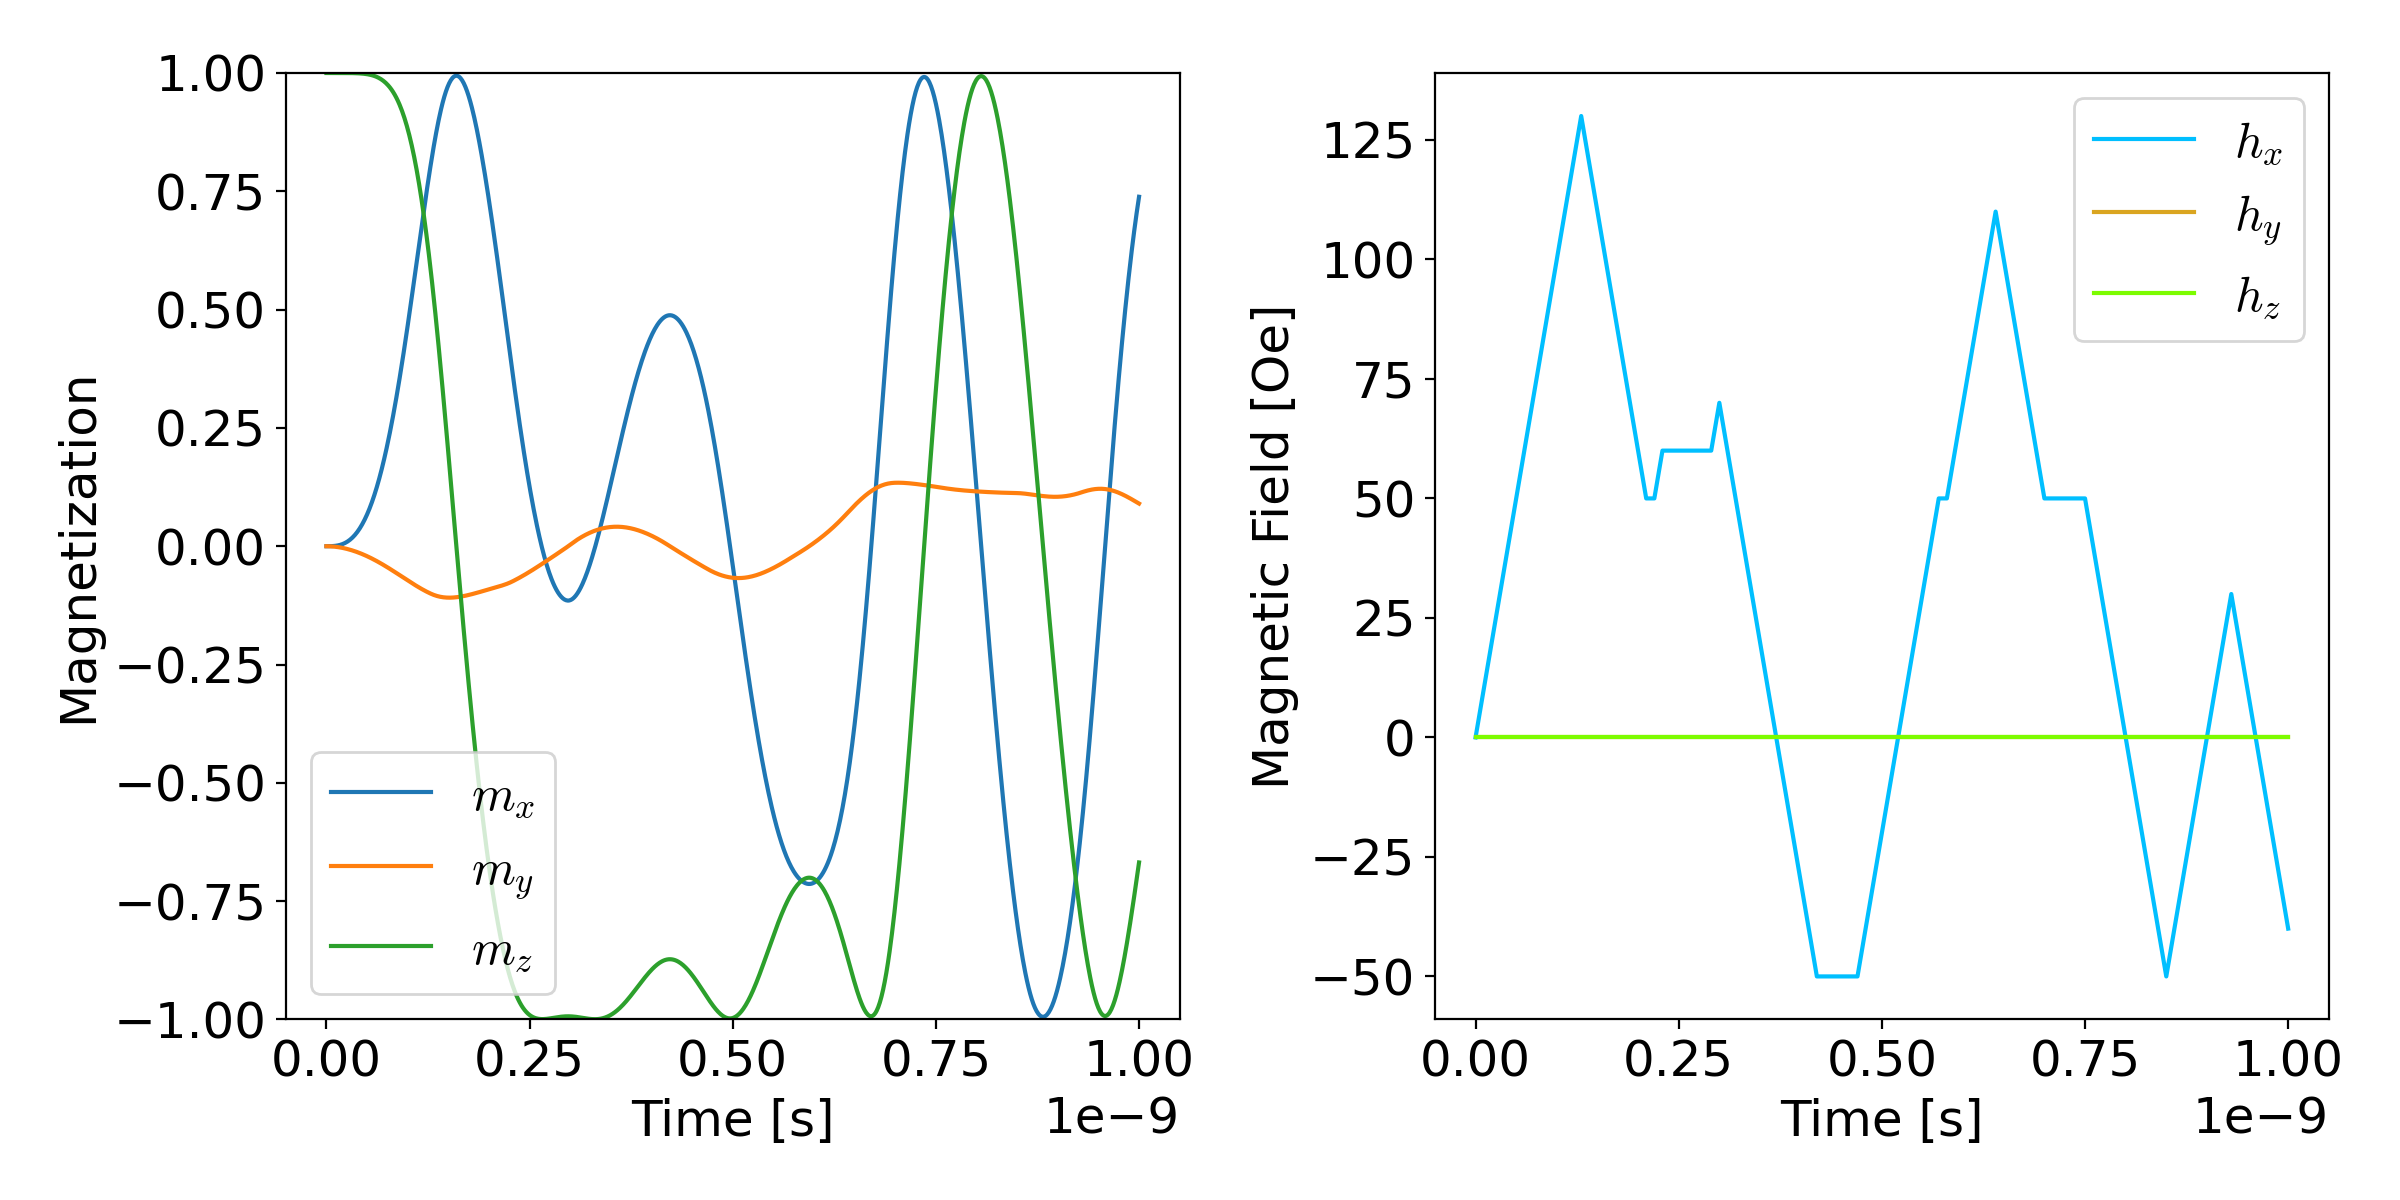 Magnetization
1.00
0.75
0.50
0.25
0.00
−0.25
−0.50
−0.75
−1.00
m_x
m_y
m_z
0.00 0.25 0.50 0.75 1.00
Time [s]
1e−9
Magnetic Field [Oe]
125
100
75
50
25
0
−25
−50
h_x
h_y
h_z
0.00 0.25 0.50 0.75 1.00
Time [s]
1e−9